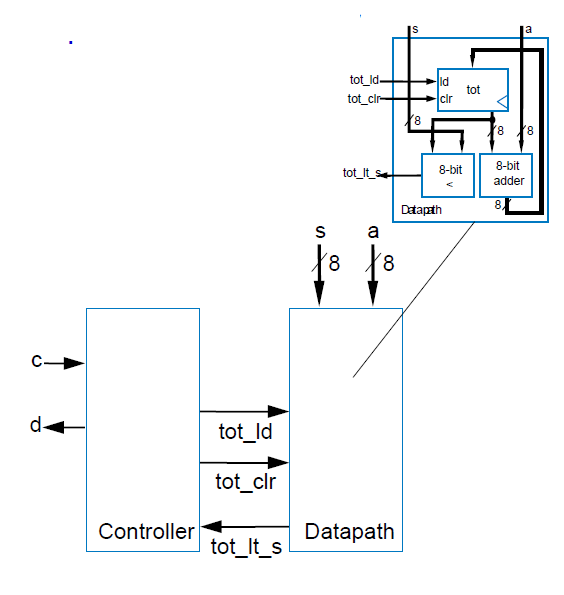 s
a
tot_ld
ld
tot
tot_clr
clr
8
8
8
tot_lt_s
8-bit
<
8-bit
adder
8
Datapath
s
a
8
8
c
d
tot_ld
tot_clr
Controller
tot_lt_s
Datapath